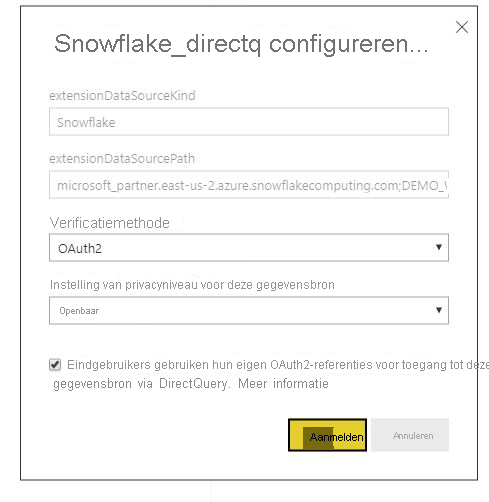 Snowflake_directq configureren...
extensionDataSourceKind
Snowflake
extensionDataSourcePath
microsoft_partner.east-us-2.azure.snowflakecomputing.com;DEMO_
Verificatiemethode
OAuth2
Instelling van privacyniveau voor deze gegevensbron
Openbaar
Eindgebruikers gebruiken hun eigen OAuth2-referenties voor toegang tot deze
gegevensbron via DirectQuery. Meer informatie
Aanmelden
Annuleren